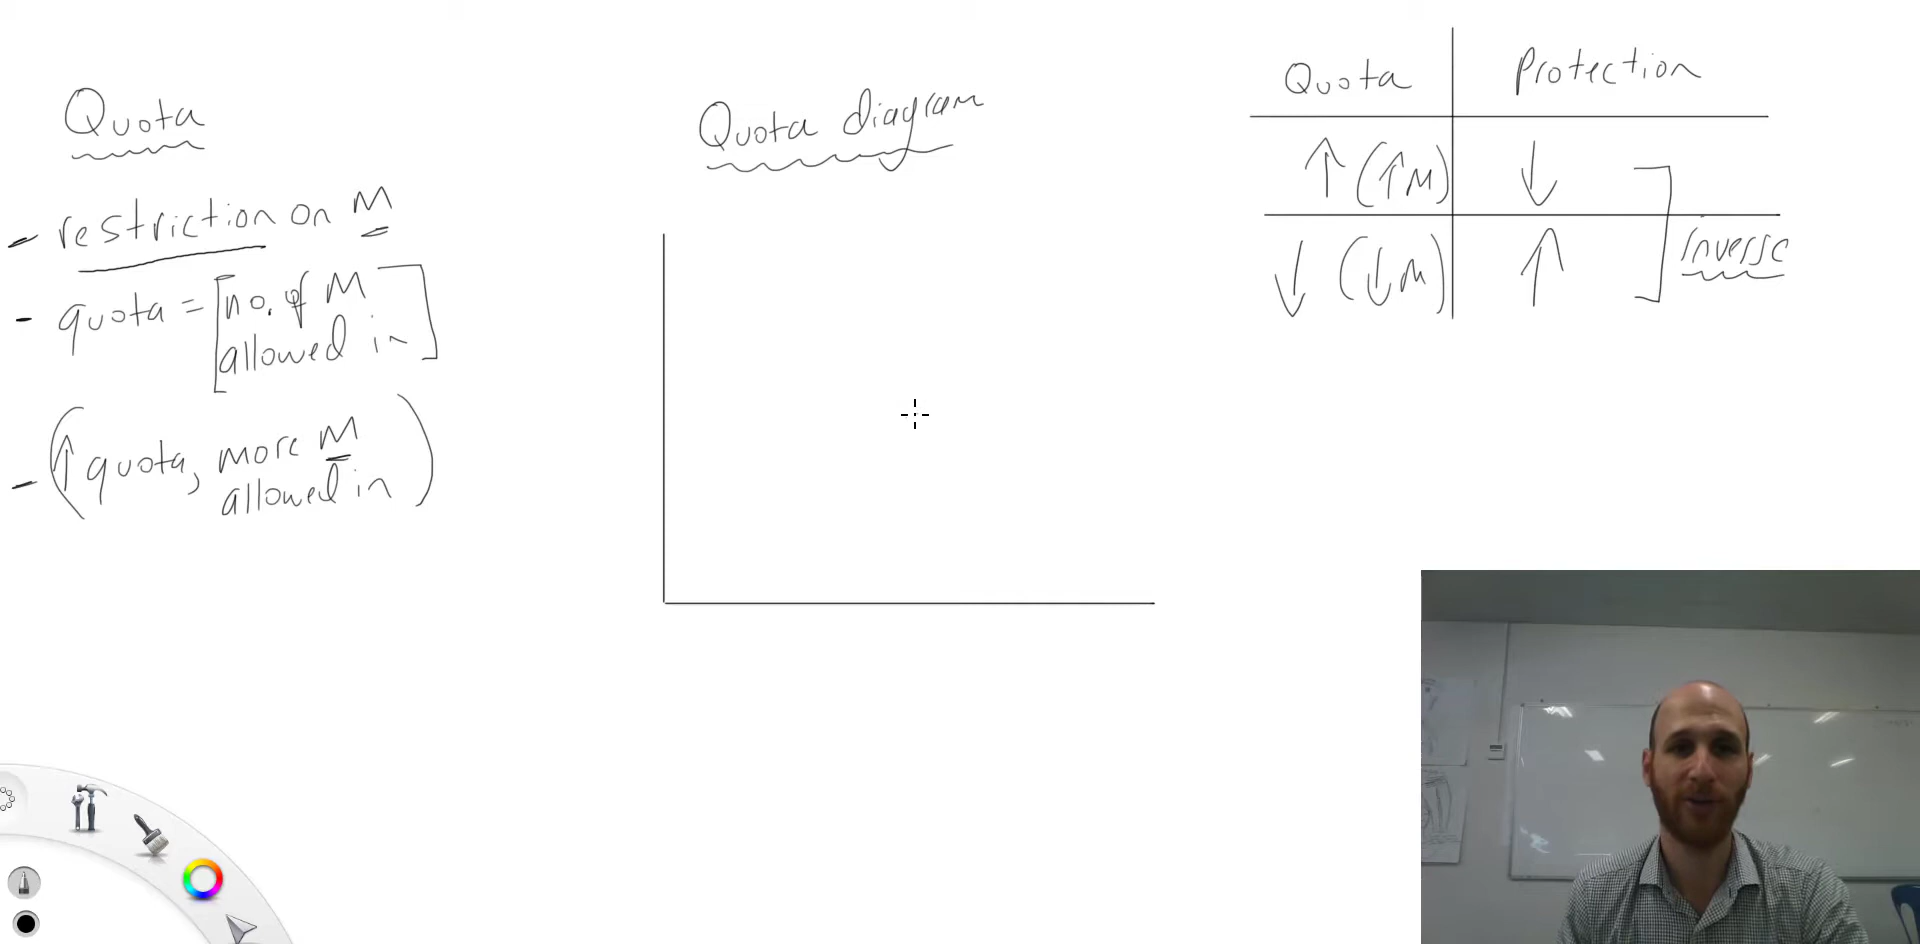 Quota
- restriction on M
- quota = [no. of M
allowed in]
- (↑ quota, more M
allowed in)
Quota diagram
Quota Protection
↑ (↑M) ↓
↓ (↓M) ↑
inverse